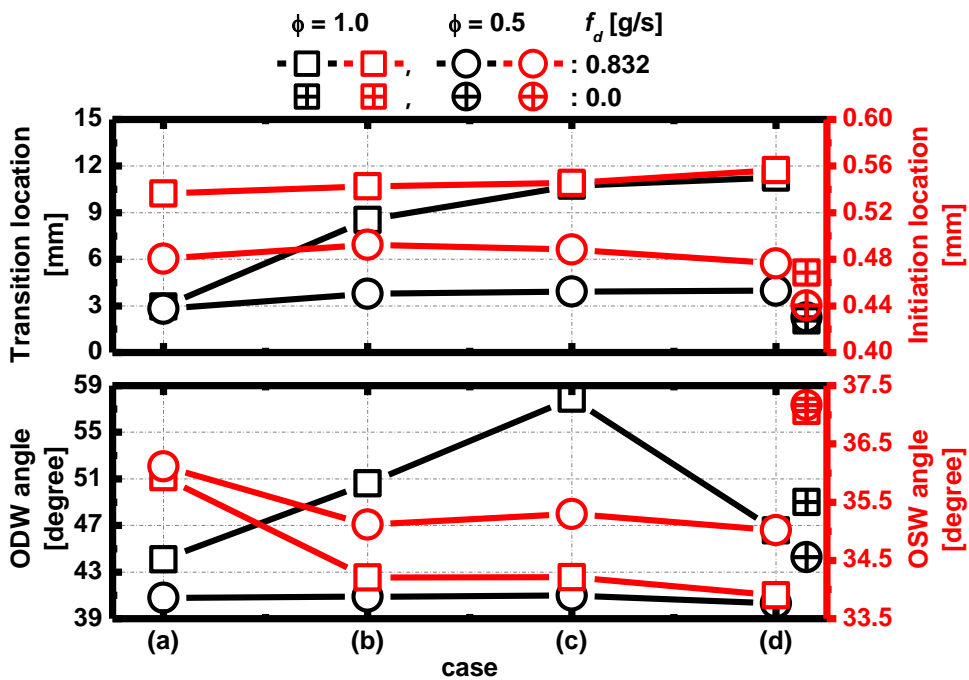 ϕ = 1.0 ϕ = 0.5 f_d [g/s]
, : 0.832
, : 0.0
Transition location
[mm]
15
12
9
6
3
0
0.60
0.56
0.52
0.48
0.44
0.40
Initiation location
[mm]
ODW angle
[degree]
59
55
51
47
43
39
37.5
36.5
35.5
34.5
33.5
OSW angle
[degree]
(a) (b) (c) (d)
case